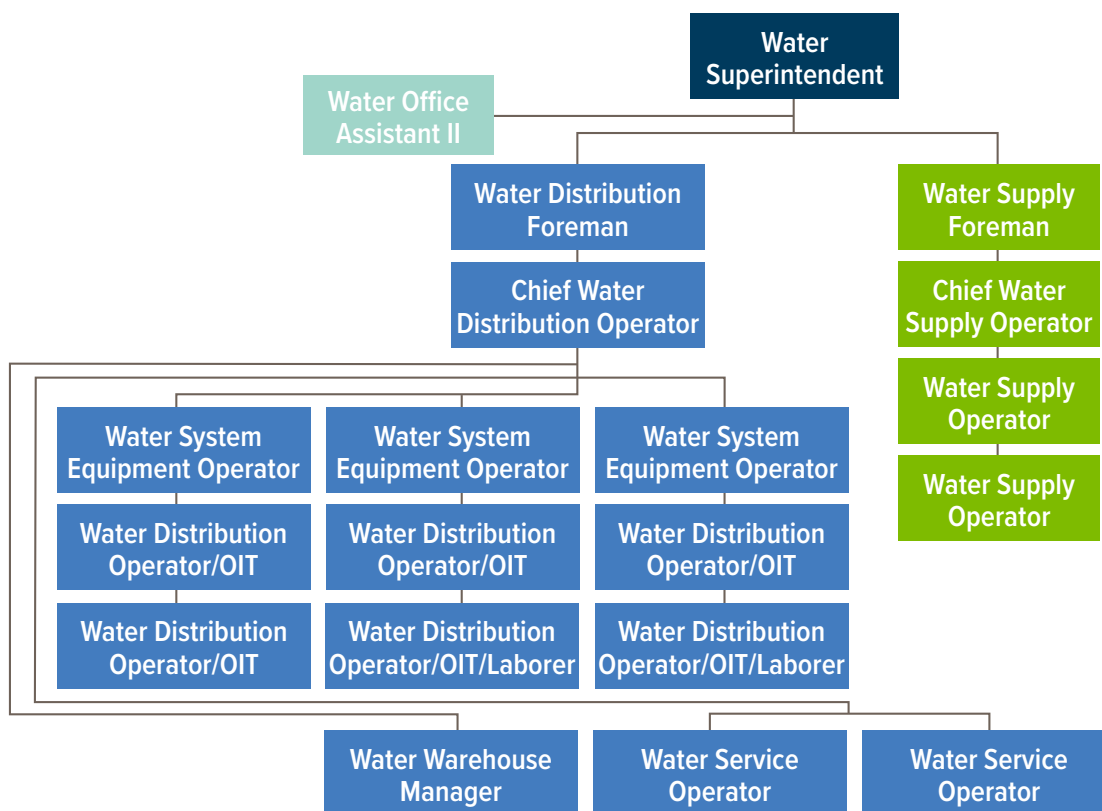 Water
Superintendent
Water Office
Assistant II
Water Distribution
Foreman
Water Supply
Foreman
Chief Water
Distribution Operator
Chief Water
Supply Operator
Water Supply
Operator
Water Supply
Operator
Water System
Equipment Operator
Water System
Equipment Operator
Water System
Equipment Operator
Water Distribution
Operator/OIT
Water Distribution
Operator/OIT
Water Distribution
Operator/OIT
Water Distribution
Operator/OIT
Water Distribution
Operator/OIT/Laborer
Water Distribution
Operator/OIT/Laborer
Water Warehouse
Manager
Water Service
Operator
Water Service
Operator